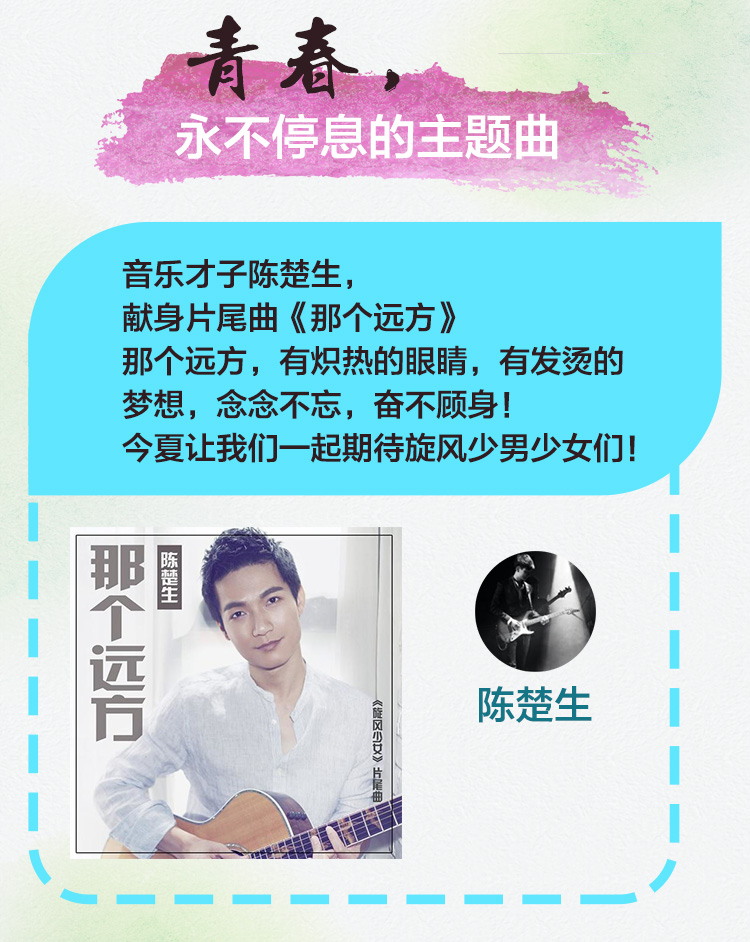 青春，
永不停息的主题曲
音乐才子陈楚生，
献身片尾曲《那个远方》
那个远方，有炽热的眼睛，有发烫的
梦想，念念不忘，奋不顾身！
今夏让我们一起期待旋风少男少女们！
那个远方
陈楚生
《旋风少女》片尾曲
陈楚生